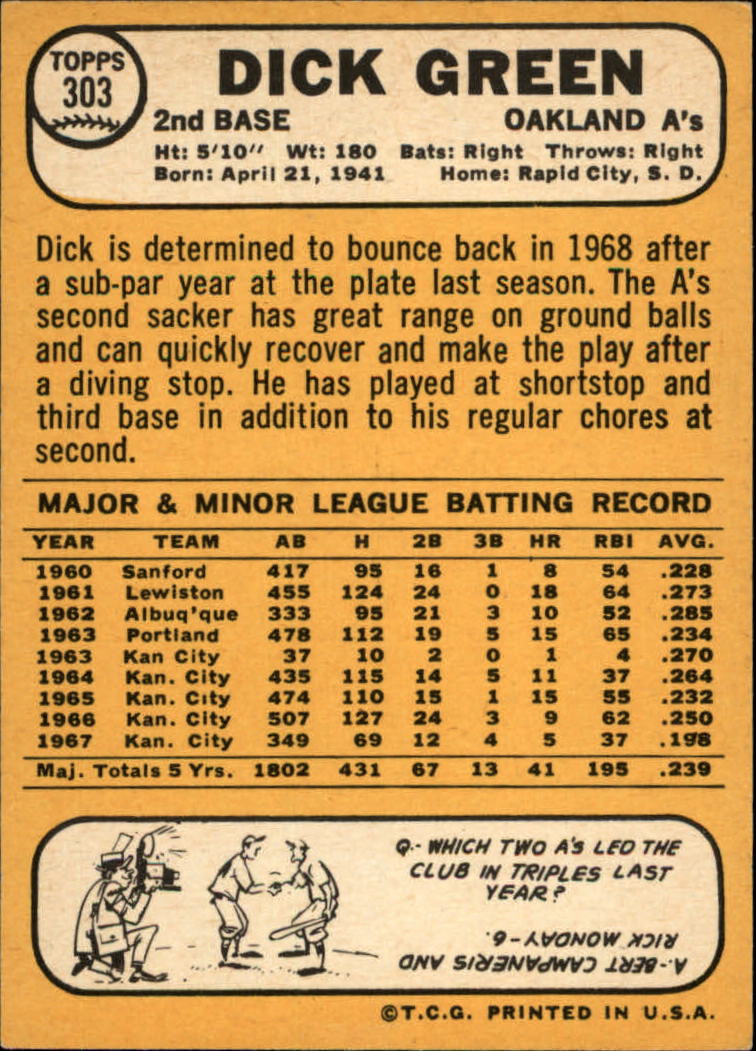 TOPPS
303
DICK GREEN
2nd BASE OAKLAND A's
Ht: 5'10" Wt: 180 Bats: Right Throws: Right
Born: April 21, 1941 Home: Rapid City, S. D.
Dick is determined to bounce back in 1968 after
a sub-par year at the plate last season. The A's
second sacker has great range on ground balls
and can quickly recover and make the play after
a diving stop. He has played at shortstop and
third base in addition to his regular chores at
second.
MAJOR & MINOR LEAGUE BATTING RECORD
YEAR TEAM AB H 2B 3B HR RBI AVG.
1960 Sanford 417 95 16 1 8 54 .228
1961 Lewiston 455 124 24 0 18 64 .273
1962 Albuq'que 333 95 21 3 10 52 .285
1963 Portland 478 112 19 5 15 65 .234
1963 Kan City 37 10 2 0 1 4 .270
1964 Kan. City 435 115 14 5 11 37 .264
1965 Kan. City 474 110 15 1 15 55 .232
1966 Kan. City 507 127 24 3 9 62 .250
1967 Kan. City 349 69 12 4 5 37 .198
Maj. Totals 5 Yrs. 1802 431 67 13 41 195 .239
Q.- WHICH TWO A'S LED THE
CLUB IN TRIPLES LAST
YEAR?
A.- BERT CAMPANERIS AND
RICK MONDAY-6.
©T.C.G. PRINTED IN U.S.A.